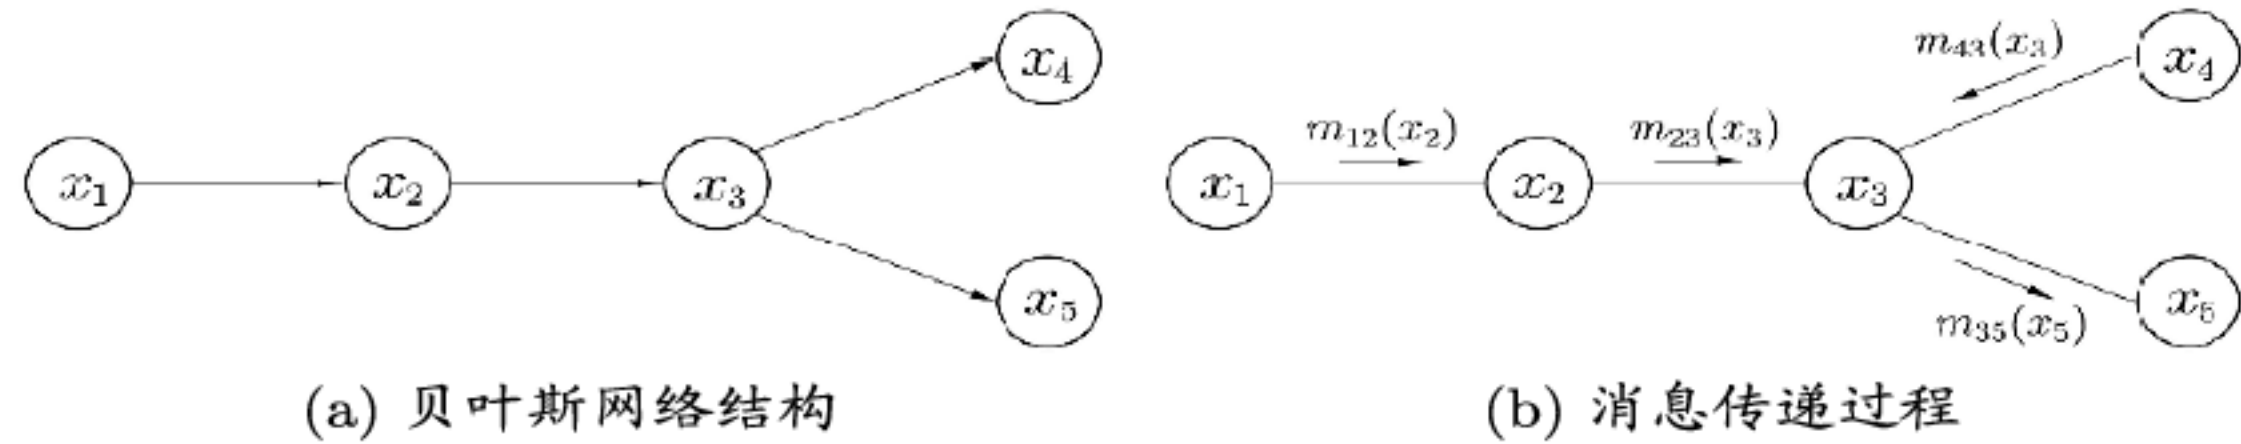 x₁
x₂
x₃
x₄
x₅
(a) 贝叶斯网络结构
x₁
m₁₂(x₂)
x₂
m₂₃(x₃)
x₃
m₄₃(x₃)
x₄
m₃₅(x₅)
x₅
(b) 消息传递过程